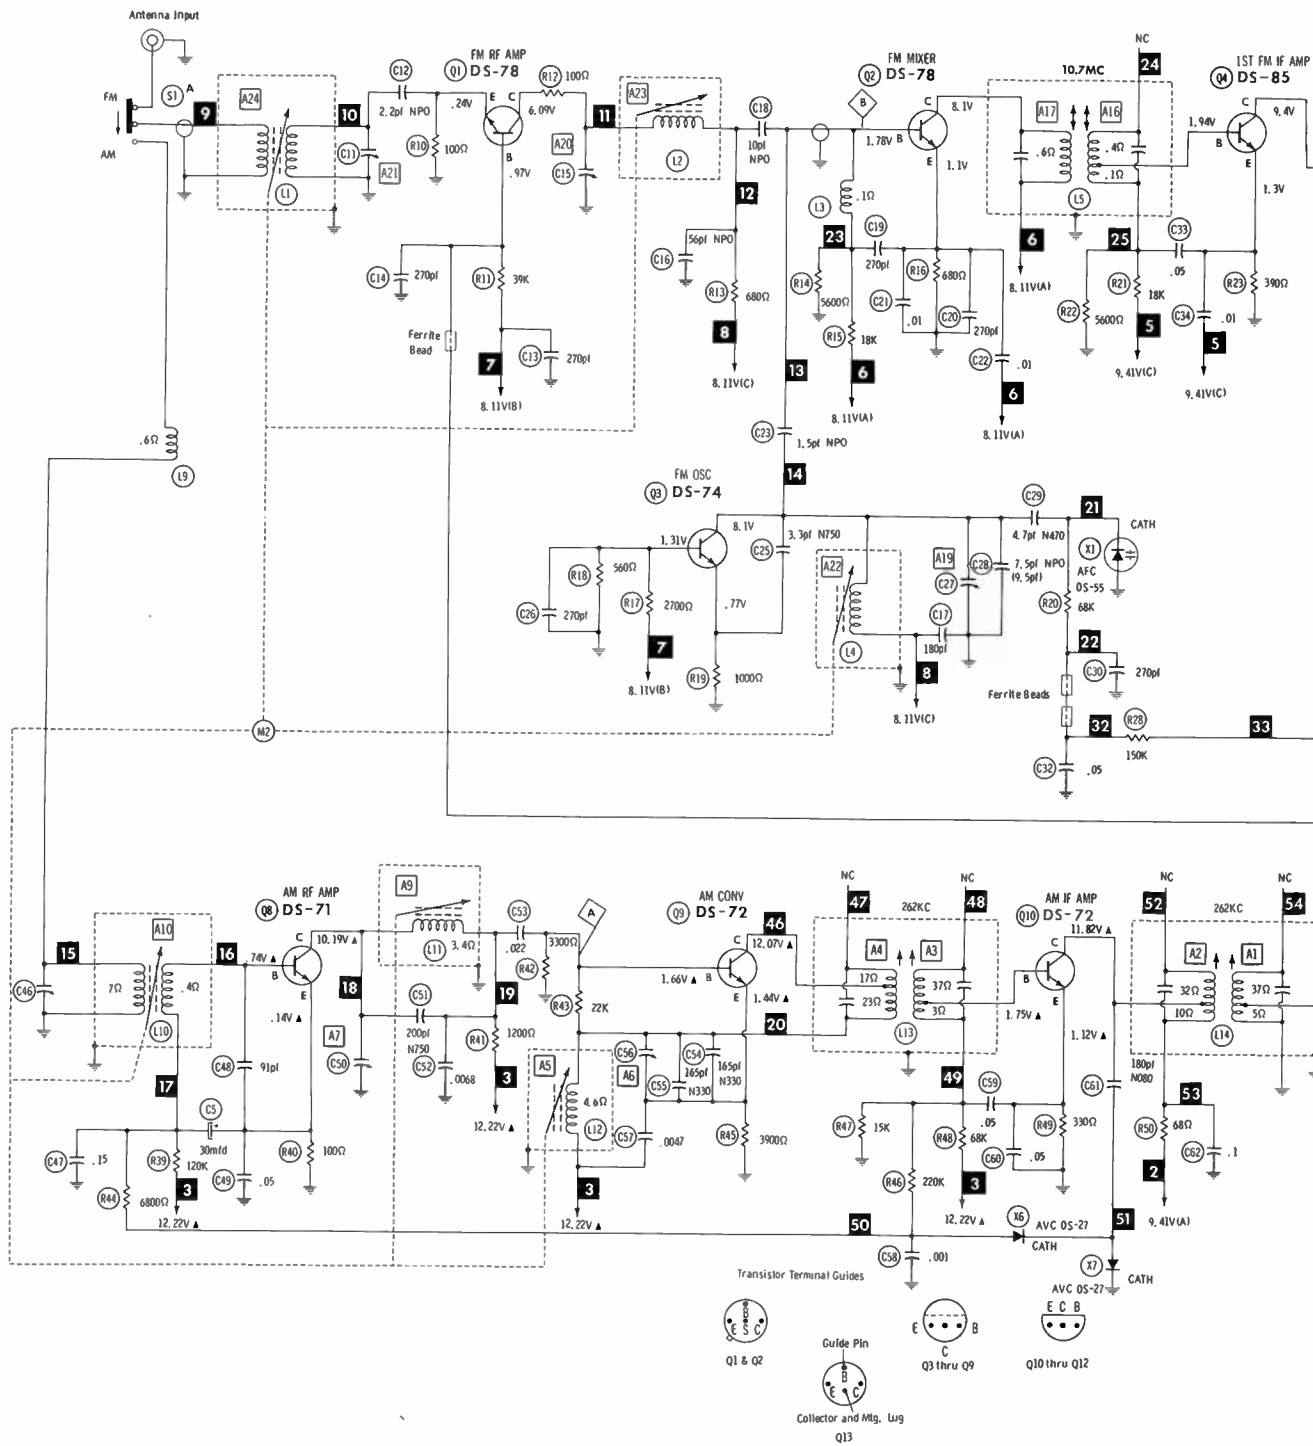 Antenna Input
FM RF AMP
Q1 DS-78
FM MIXER
Q2 DS-78
NC
24
1ST FM IF AMP
Q4 DS-85
10.7MC
S1 A
FM
AM
9
A24
L1
10
C12
2.2pf NPO
C11
A21
R10
100Ω
.24V
E
C
B
.97V
6.09V
R12 100Ω
A20
C15
11
A23
L2
C18
10pf
NPO
B
1.78V
B
C
8.1V
E
1.1V
A17
A16
.6Ω
.4Ω
.1Ω
L5
1.94V
B
C
9.4V
E
1.3V
12
C16
56pf NPO
R13
680Ω
8
8.11V(C)
L3
.1Ω
23
C19
270pf
R14
5600Ω
R15
18K
6
8.11V(A)
C21
.01
R16
680Ω
C20
270pf
C22
.01
6
8.11V(A)
6
8.11V(A)
25
C33
.05
R22
5600Ω
R21
18K
5
9.41V(C)
C34
.01
5
9.41V(C)
R23
390Ω
C14
270pf
R11
39K
Ferrite
Bead
7
8.11V(B)
C13
270pf
13
C23
1.5pf NPO
14
.6Ω
L9
FM OSC
Q3 DS-74
8.1V
1.31V
.77V
C25
3.3pf N750
R18
560Ω
C26
270pf
R17
2700Ω
7
8.11V(B)
R19
1000Ω
A22
L4
A19
C27
C28
7.5pf NPO
(9.5pf)
C17
180pf
8
8.11V(C)
C29
4.7pf N470
21
CATH
X1
AFC
DS-55
R20
68K
22
C30
270pf
Ferrite Beads
32
R28
150K
33
C32
.05
M2
AM RF AMP
Q8 DS-71
C
10.19V▲
.74V▲
B
E
.14V▲
15
C46
A10
7Ω
.4Ω
L10
16
17
C48
91pf
C5
30mfd
C47
.15
R44
6800Ω
R39
120K
3
12.22V▲
C49
.05
R40
100Ω
A9
L11
3.4Ω
18
A7
C50
C51
200pf
N750
C52
.0068
19
R41
1200Ω
3
12.22V▲
C53
.022
3300Ω
R42
A
R43
22K
A5
4.6Ω
L12
3
12.22V▲
C56
A6
C55
C54
165pf
N330
165pf
N330
C57
.0047
AM CONV
Q9 DS-72
46
C
12.07V▲
1.66V▲
B
E
1.44V▲
20
R45
3900Ω
NC
47
262KC
NC
48
A4
A3
17Ω
23Ω
37Ω
3Ω
L13
49
R47
15K
R46
220K
R48
68K
3
12.22V▲
C59
.05
C60
.05
R49
330Ω
AM IF AMP
Q10 DS-72
11.82V▲
C
B
1.75V▲
E
1.12V▲
C61
NC
52
262KC
NC
54
A2
A1
32Ω
10Ω
37Ω
5Ω
L14
180pf
N080
53
R50
68Ω
C62
.1
2
9.41V(A)
50
C58
.001
X6
AVC DS-27
CATH
51
X7
CATH
AVC DS-27
Transistor Terminal Guides
B
E S C
Q1 & Q2
Guide Pin
B
E C
Collector and Mtg. Lug
Q13
E
B
C
Q3 thru Q9
E C B
Q10 thru Q12